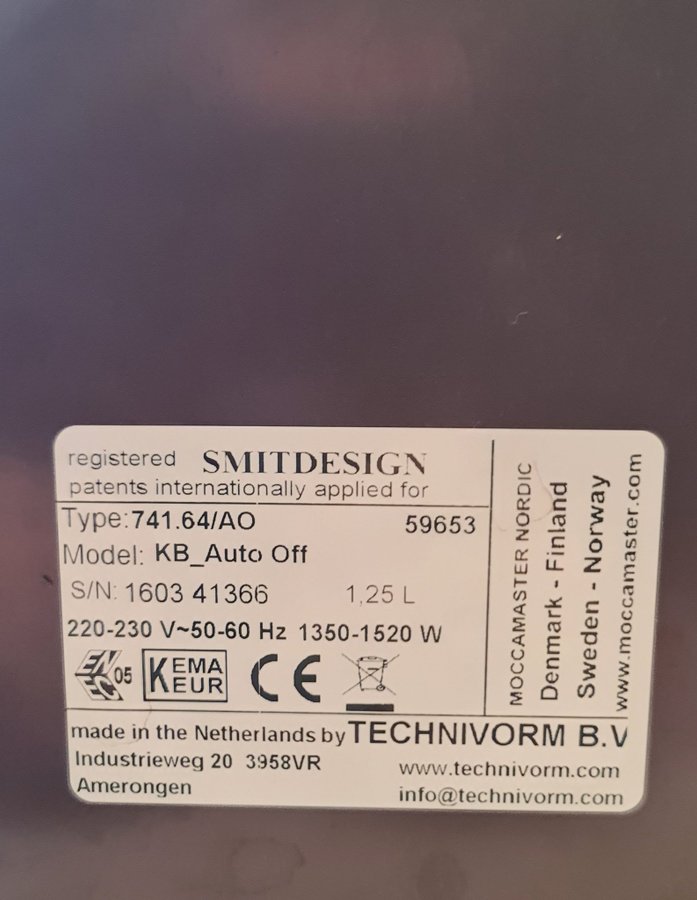 registered SMITDESIGN
patents internationally applied for
Type:741.64/AO 59653
Model: KB_Auto Off
S/N: 1603 41366 1,25 L
220-230 V~50-60 Hz 1350-1520 W
ENEC 05 KEMA KEUR CE
MOCCAMASTER NORDIC
Denmark - Finland
Sweden - Norway
www.moccamaster.com
made in the Netherlands by TECHNIVORM B.V
Industrieweg 20 3958VR
Amerongen
www.technivorm.com
info@technivorm.com